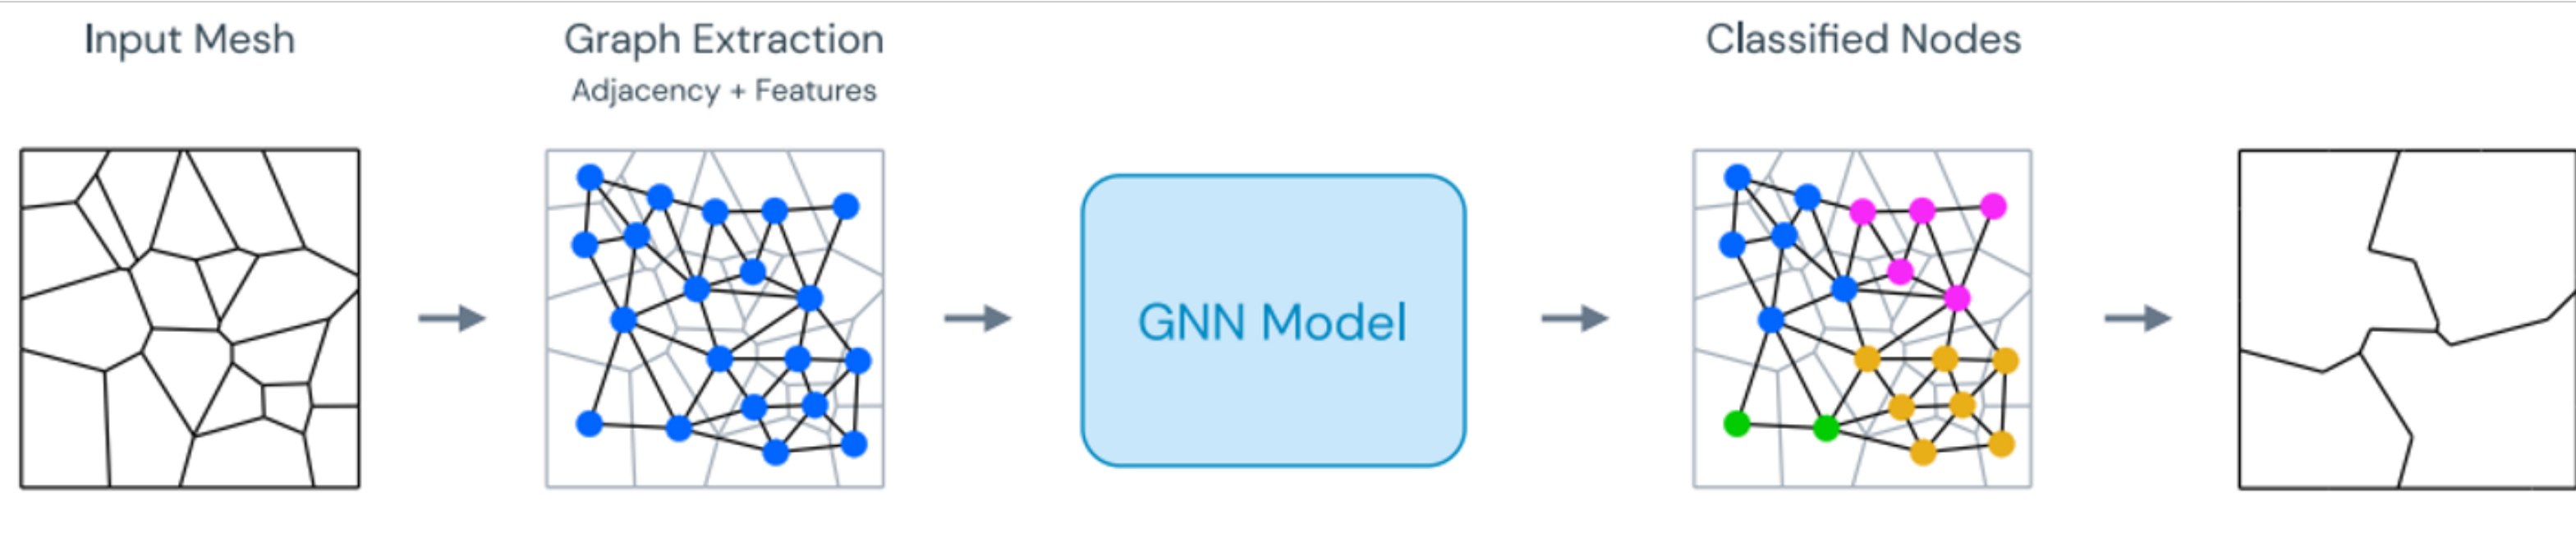 Input Mesh
Graph Extraction
Adjacency + Features
GNN Model
Classified Nodes